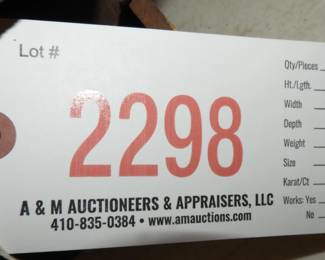 Lot #
2298
A & M AUCTIONEERS & APPRAISERS, LLC
410-835-0384 • www.amauctions.com
Qty/Pieces
Ht./Lgth.
Width
Depth
Weight
Size
Karat/Ct
Works: Yes
No